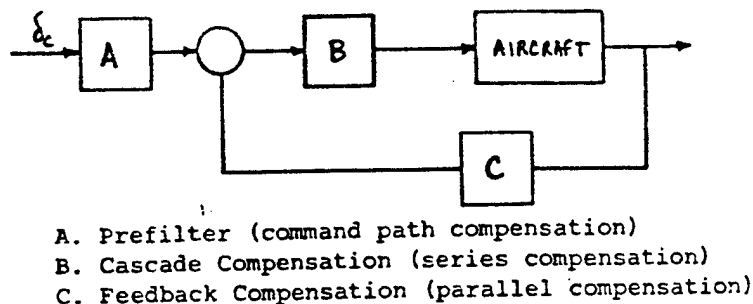 δc
A
B
AIRCRAFT
C
A. Prefilter (command path compensation)
B. Cascade Compensation (series compensation)
C. Feedback Compensation (parallel compensation)